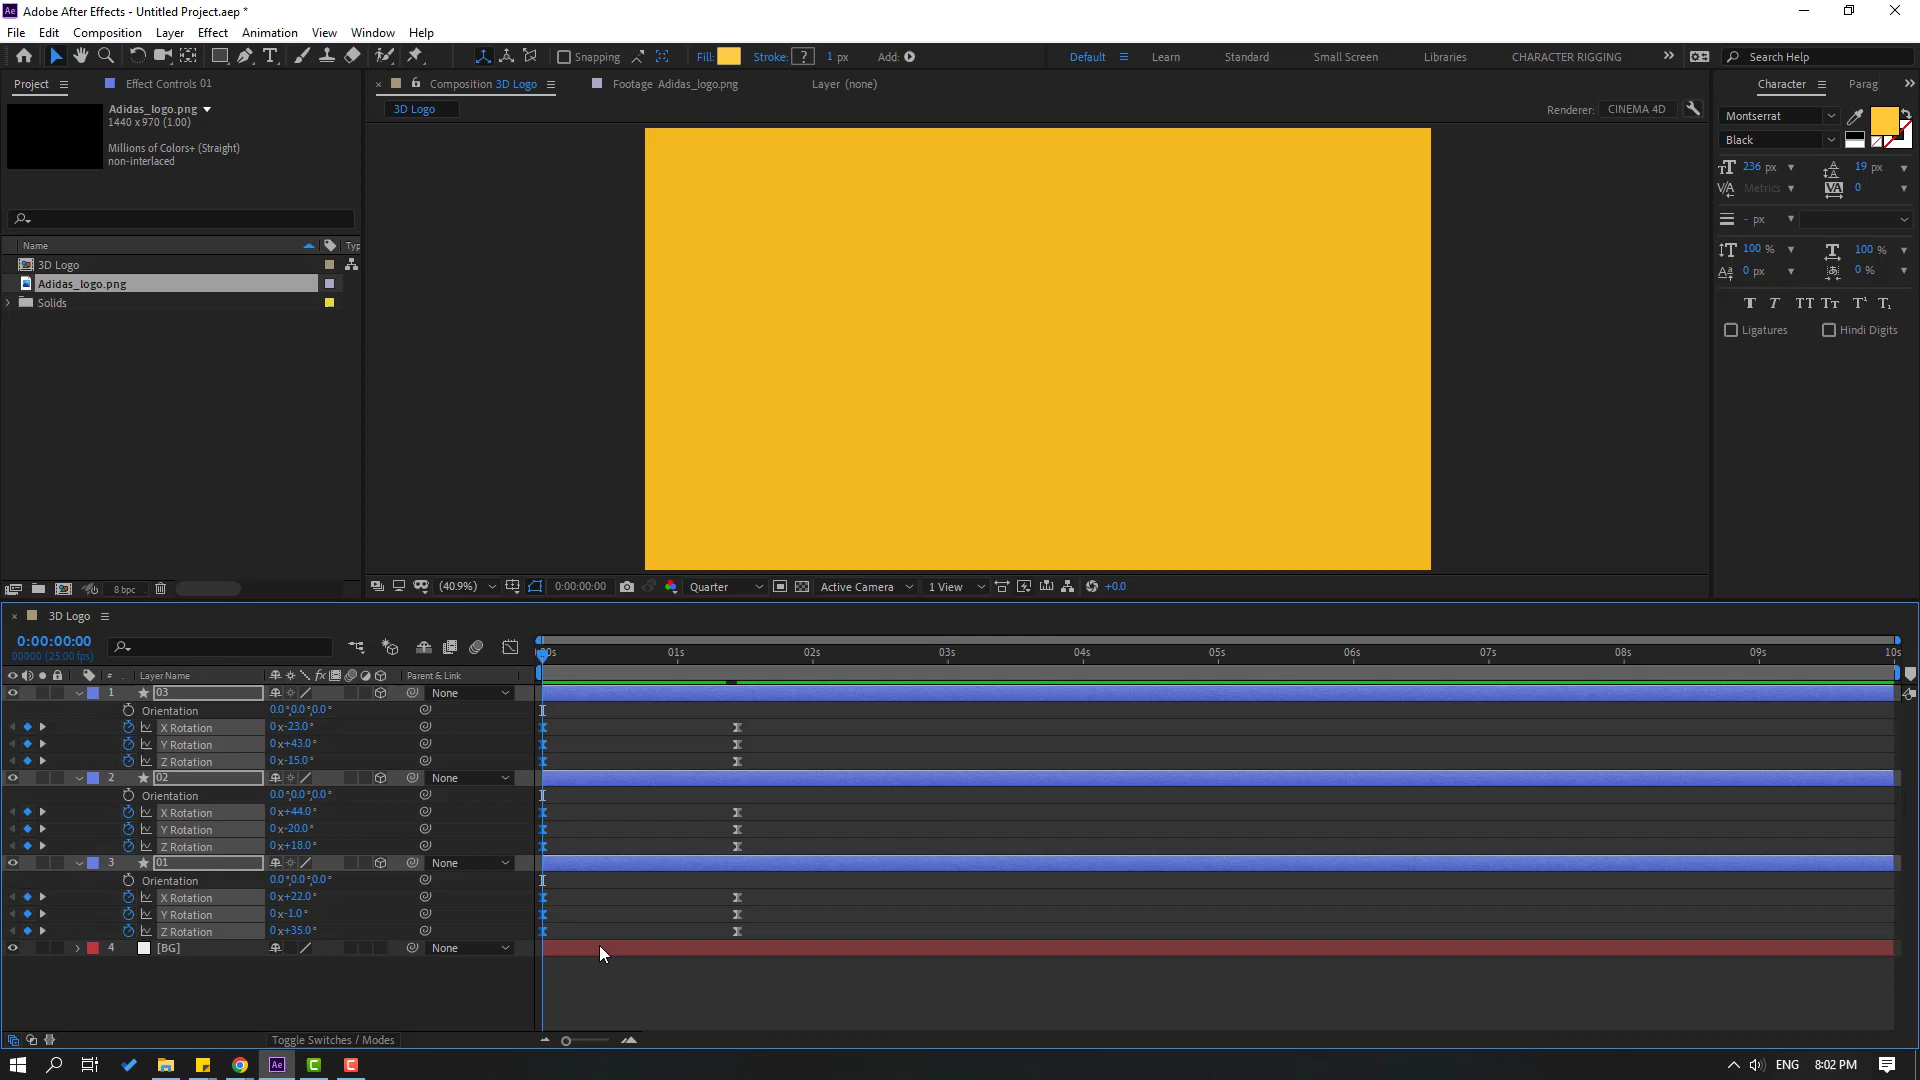 Adobe After Effects - Untitled Project.aep *
File Edit Composition Layer Effect Animation View Window Help
Snapping Fill: Stroke: ? 1 px Add: Default Learn Standard Small Screen Libraries CHARACTER RIGGING Search Help
Project Effect Controls 01
Adidas_logo.png
1440 x 970 (1.00)
Millions of Colors+ (Straight)
non-interlaced
Name Typ
3D Logo
Adidas_logo.png
Solids
8 bpc
Composition 3D Logo Footage Adidas_logo.png Layer (none)
3D Logo Renderer: CINEMA 4D
(40.9%) 0:00:00:00 Quarter Active Camera 1 View +0.0
Character Parag
Montserrat
Black
236 px 19 px
Metrics 0
- px
100 % 100 %
0 px 0 %
Ligatures Hindi Digits
3D Logo
0:00:00:00
00000 (25.00 fps)
00s 01s 02s 03s 04s 05s 06s 07s 08s 09s 10s
# Layer Name Parent & Link
1 03 None
Orientation 0.0°,0.0°,0.0°
X Rotation 0x-23.0°
Y Rotation 0x+43.0°
Z Rotation 0x-15.0°
2 02 None
Orientation 0.0°,0.0°,0.0°
X Rotation 0x+44.0°
Y Rotation 0x-20.0°
Z Rotation 0x+18.0°
3 01 None
Orientation 0.0°,0.0°,0.0°
X Rotation 0x+22.0°
Y Rotation 0x-1.0°
Z Rotation 0x+35.0°
4 [BG] None
Toggle Switches / Modes
ENG 8:02 PM